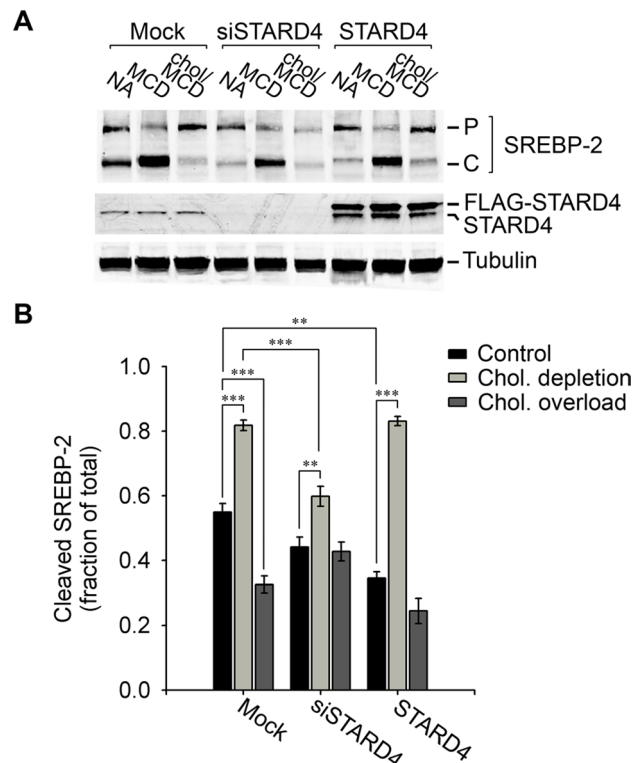 A
Mock siSTARD4 STARD4
NA MCD chol/MCD NA MCD chol/MCD NA MCD chol/MCD
P
SREBP-2
C
FLAG-STARD4
STARD4
Tubulin
B
**
*** Control
*** Chol. depletion
*** *** Chol. overload
**
1.0
0.8
0.6
0.4
0.2
0.0
Cleaved SREBP-2
(fraction of total)
Mock siSTARD4 STARD4